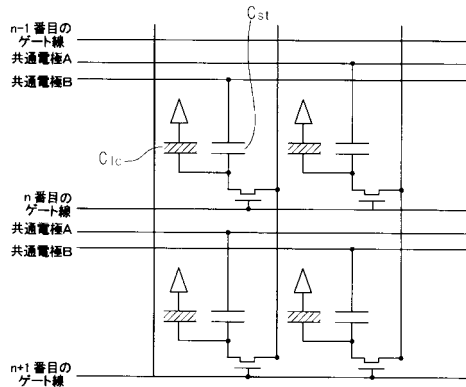 n-1 番目の
ゲート線
共通電極A
共通電極B
Cst
Clc
n 番目の
ゲート線
共通電極A
共通電極B
n+1 番目の
ゲート線